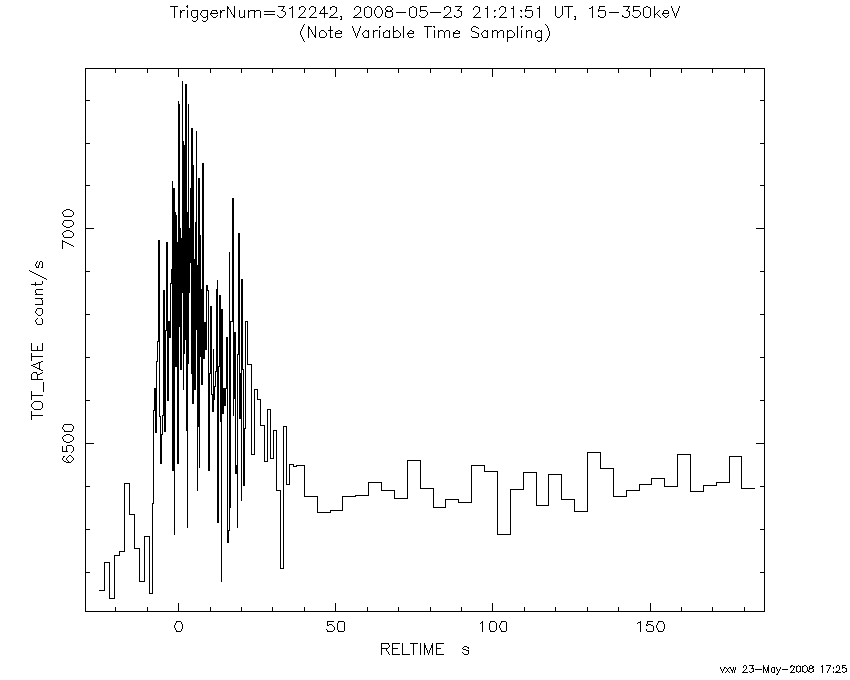 TriggerNum=312242, 2008-05-23 21:21:51 UT, 15-350keV
(Note Variable Time Sampling)
TOT_RATE count/s
7000
6500
0 50 100 150
RELTIME s
vxw 23-May-2008 17:25